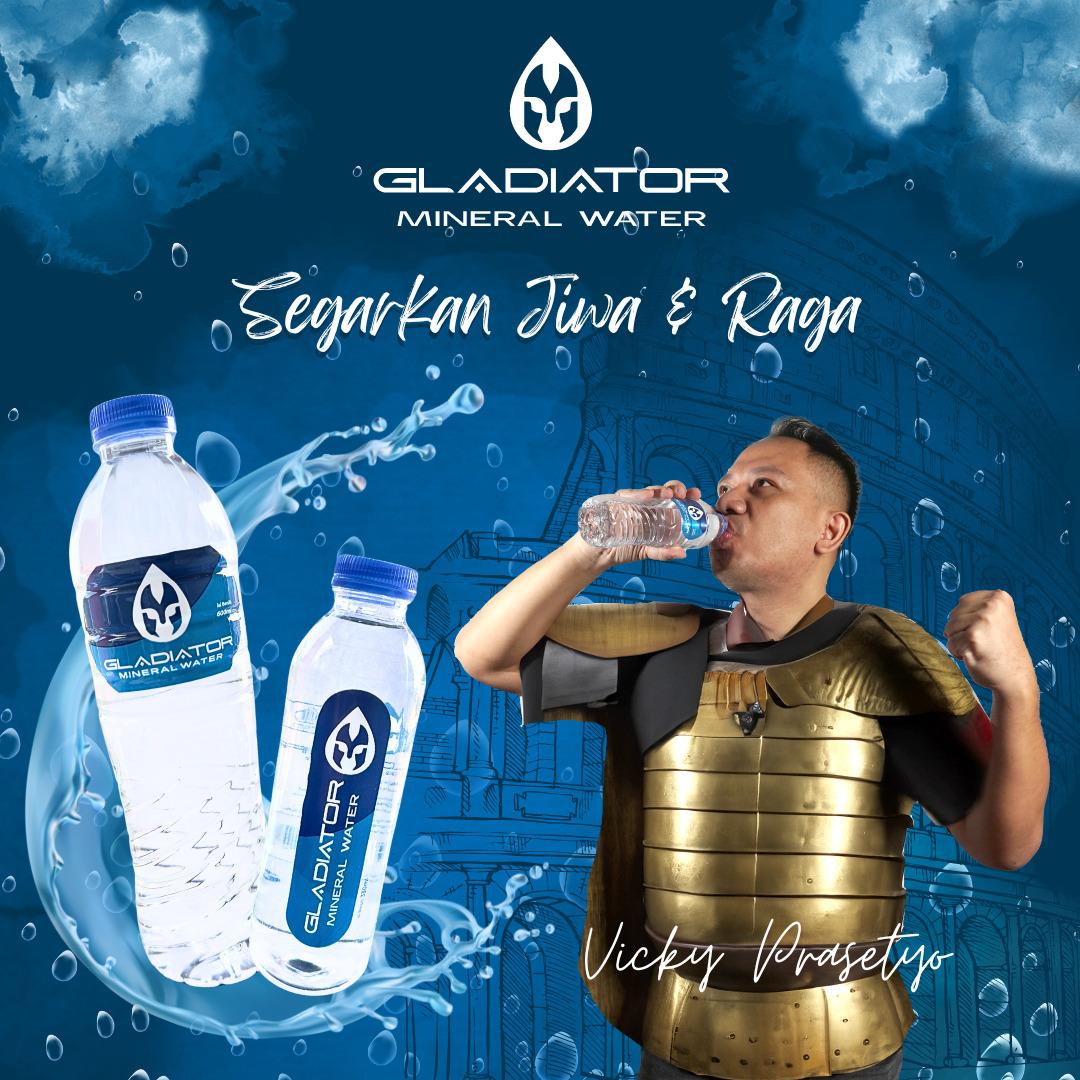 GLADIATOR
MINERAL WATER
Segarkan Jiwa & Raga
GLADIATOR
MINERAL WATER
GLADIATOR
MINERAL WATER
Vicky Prasetyo